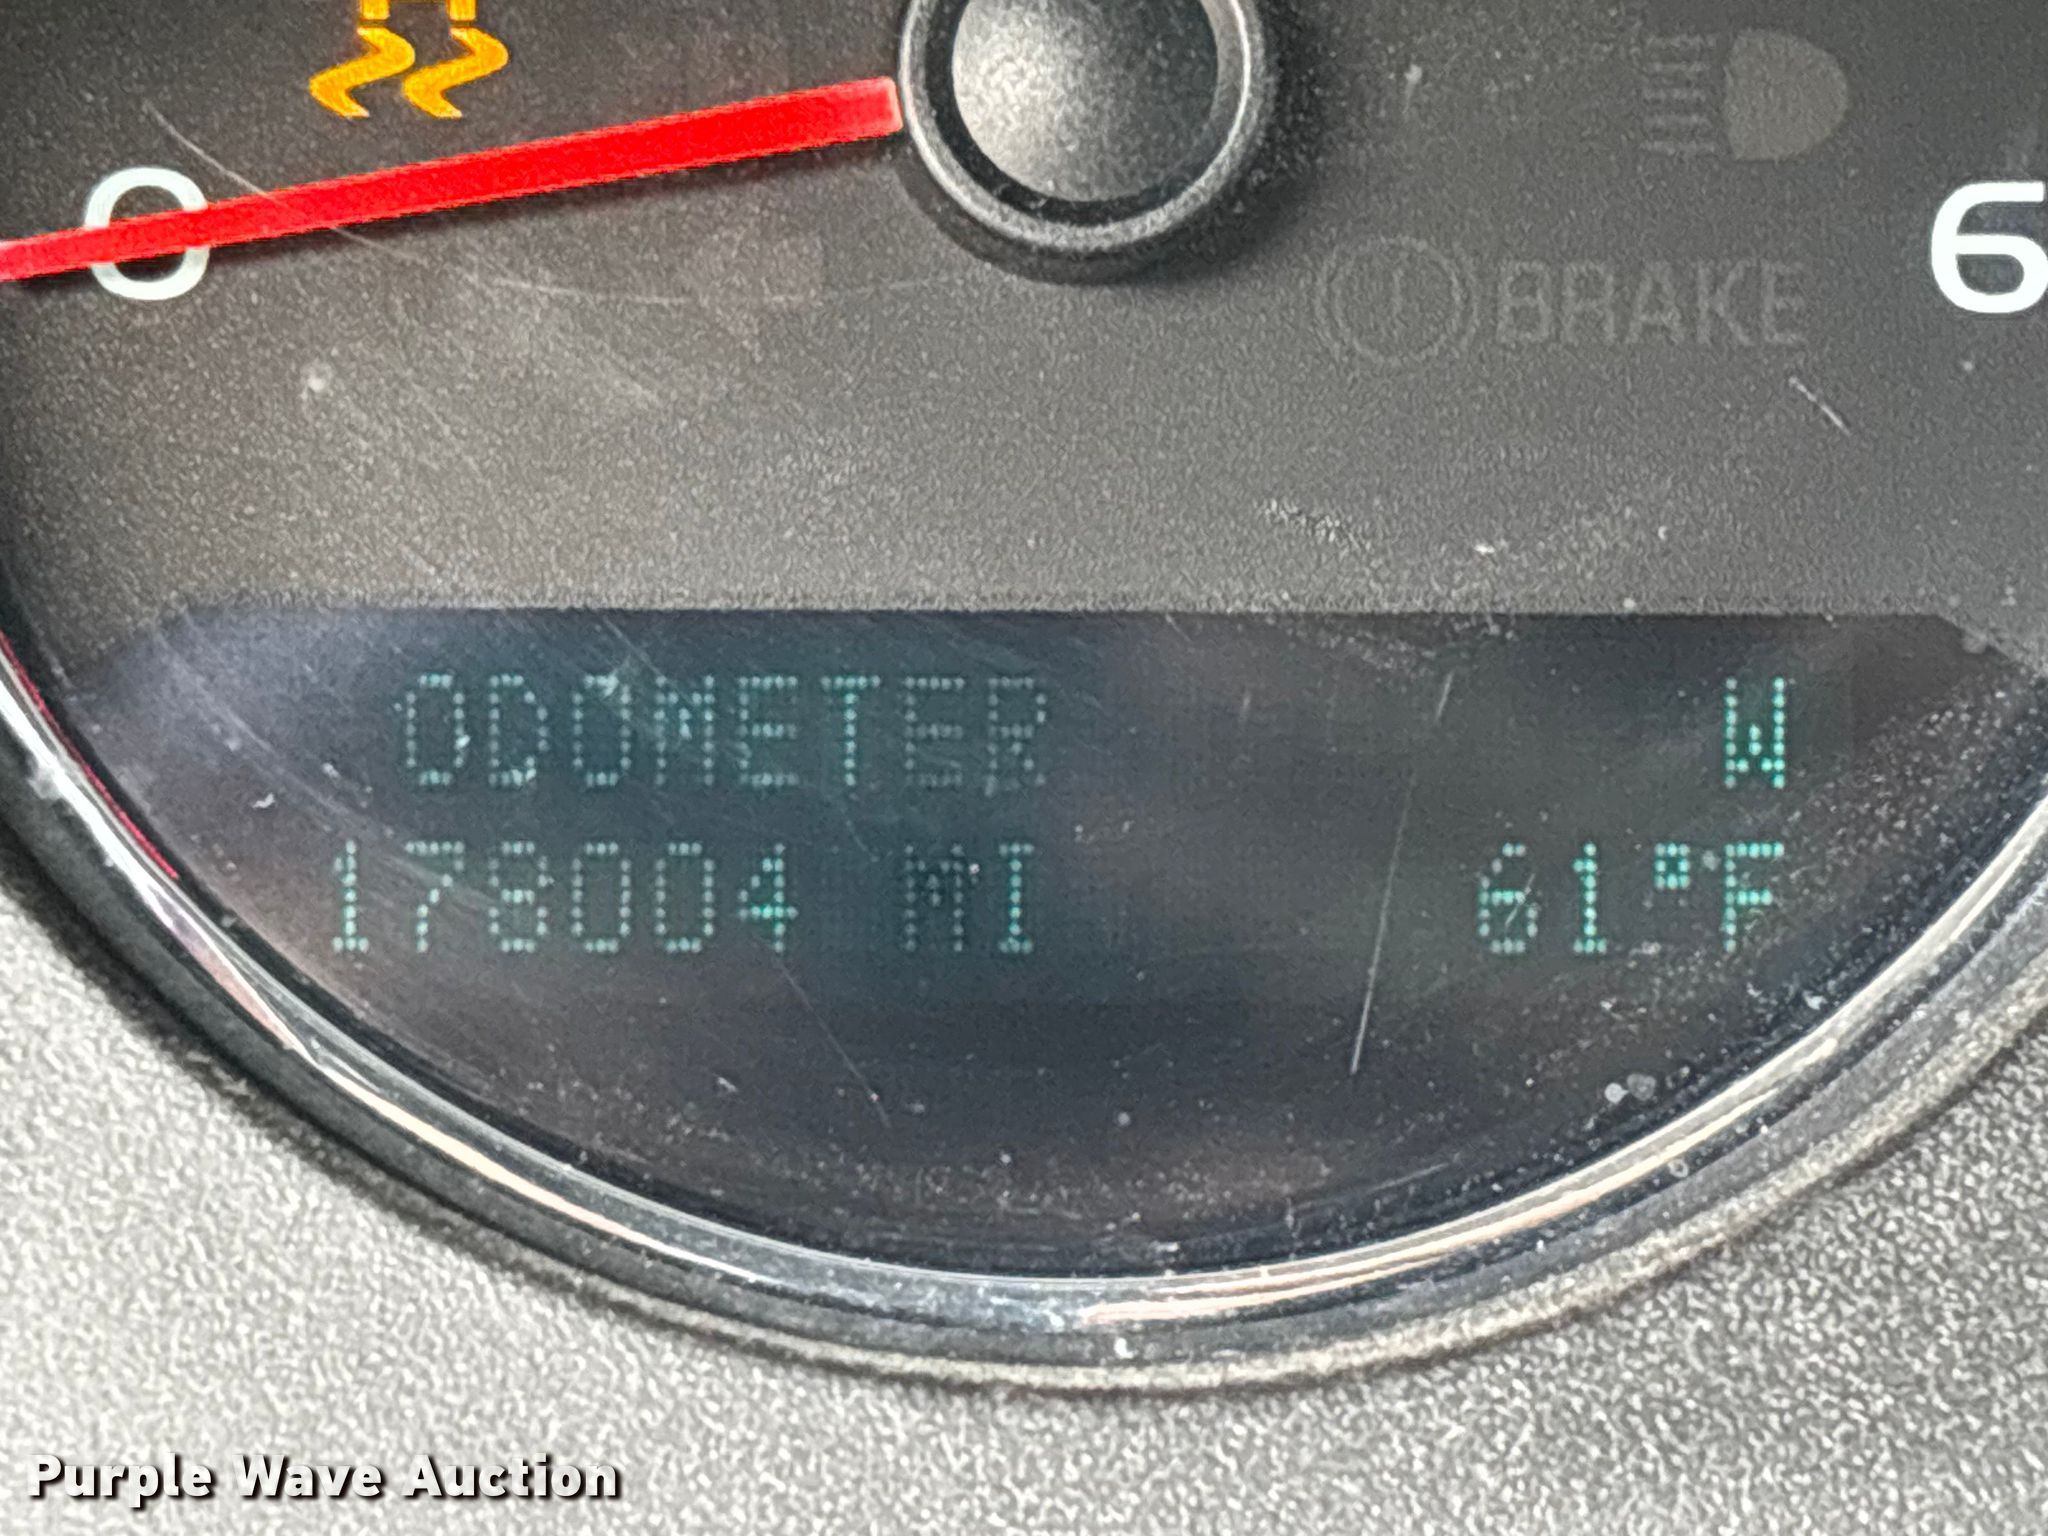 0
6
BRAKE
ODOMETER W
178004 MI 61°F
Purple Wave Auction